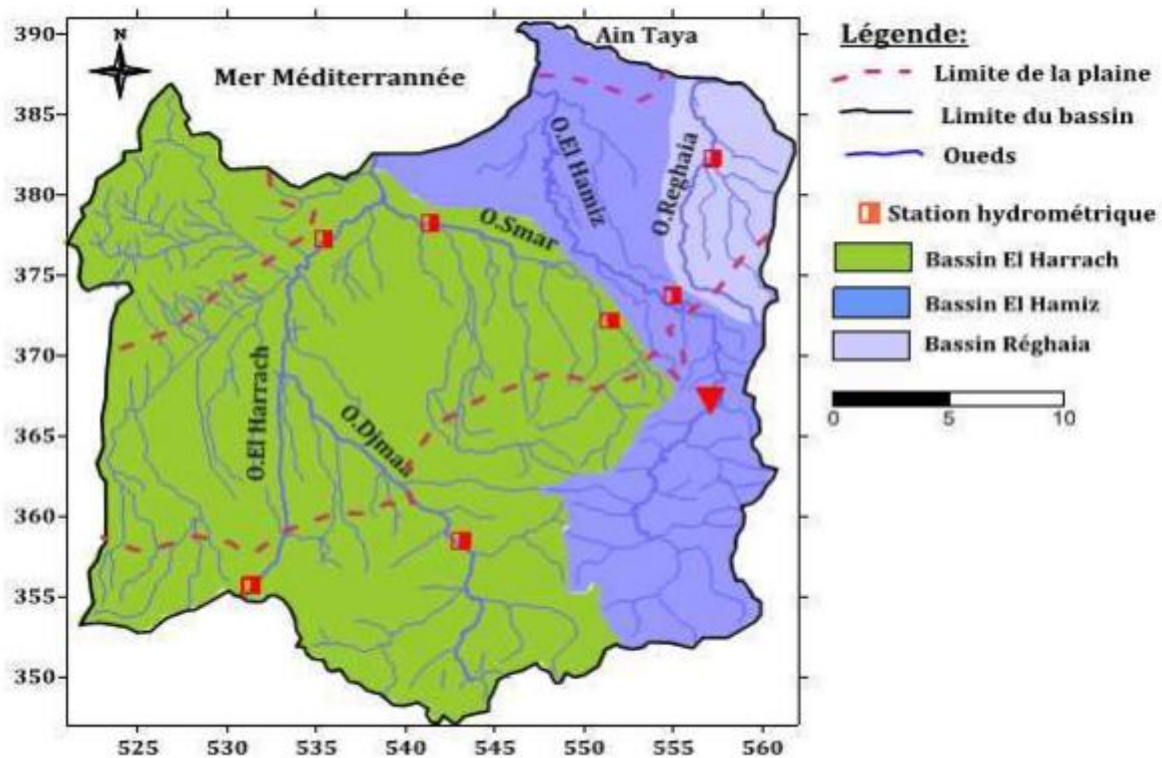 N
Ain Taya
Mer Méditerrannée
O.El Hamiz
O.Reghaia
O.Smar
O.El Harrach
O.Djmaa
390
385
380
375
370
365
360
355
350
525
530
535
540
545
550
555
560
Légende:
Limite de la plaine
Limite du bassin
Oueds
Station hydrométrique
Bassin El Harrach
Bassin El Hamiz
Bassin Réghaia
0
5
10